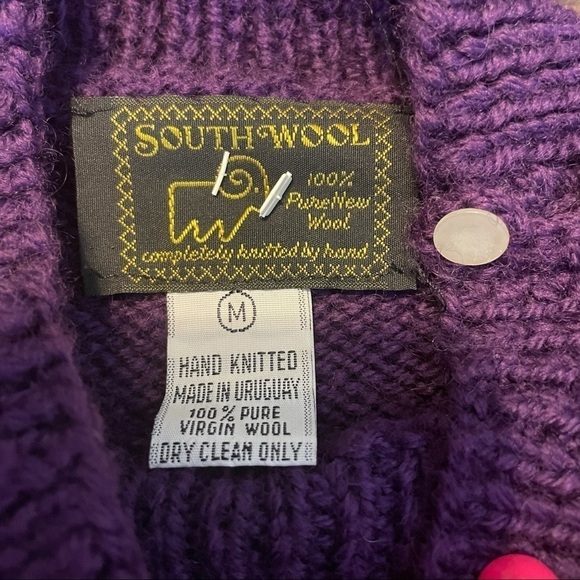 SOUTH WOOL
100%
Pure New
Wool
completely knitted by hand
M
HAND KNITTED
MADE IN URUGUAY
100% PURE
VIRGIN WOOL
DRY CLEAN ONLY